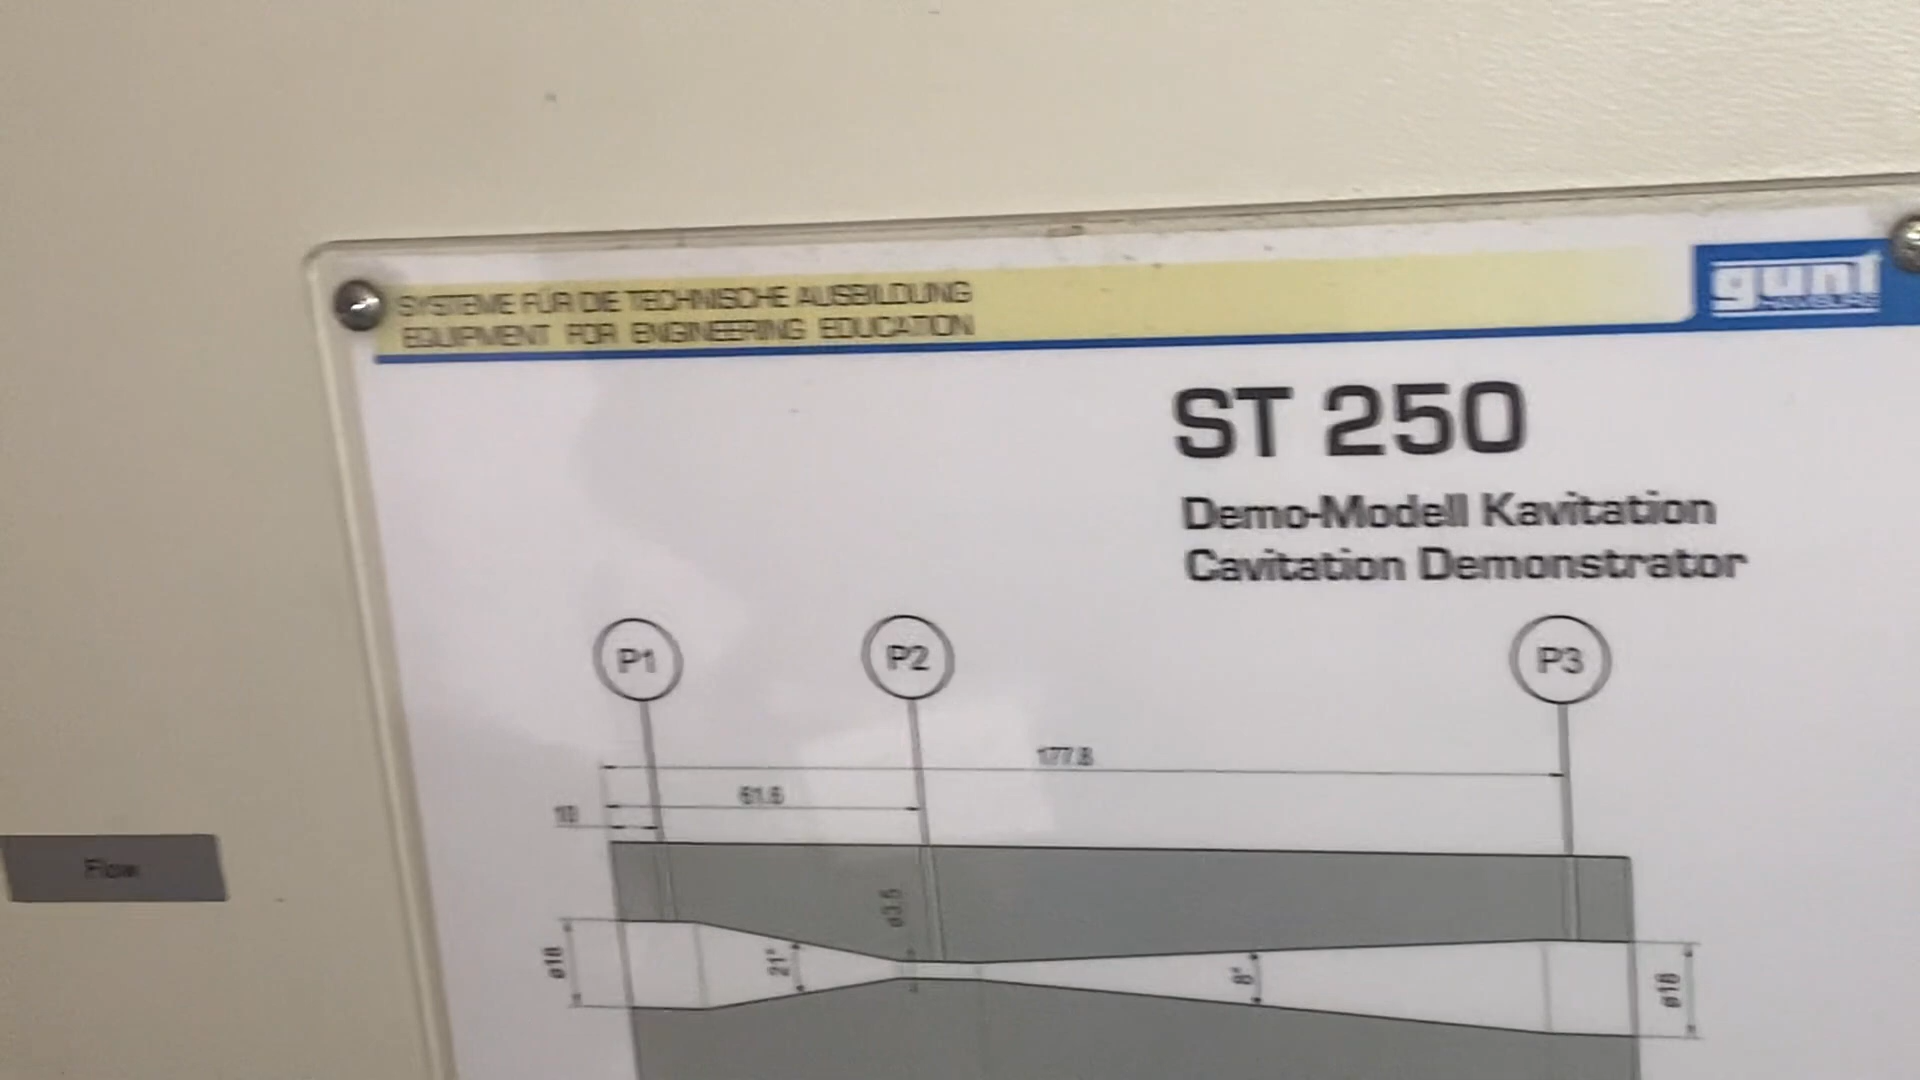 SYSTEME FÜR DIE TECHNISCHE AUSBILDUNG
EQUIPMENT FOR ENGINEERING EDUCATION
gunt
HAMBURG
ST 250
Demo-Modell Kavitation
Cavitation Demonstrator
P1
P2
P3
177.8
61.6
10
Flow
ø3.5
ø18
21°
8°
ø18